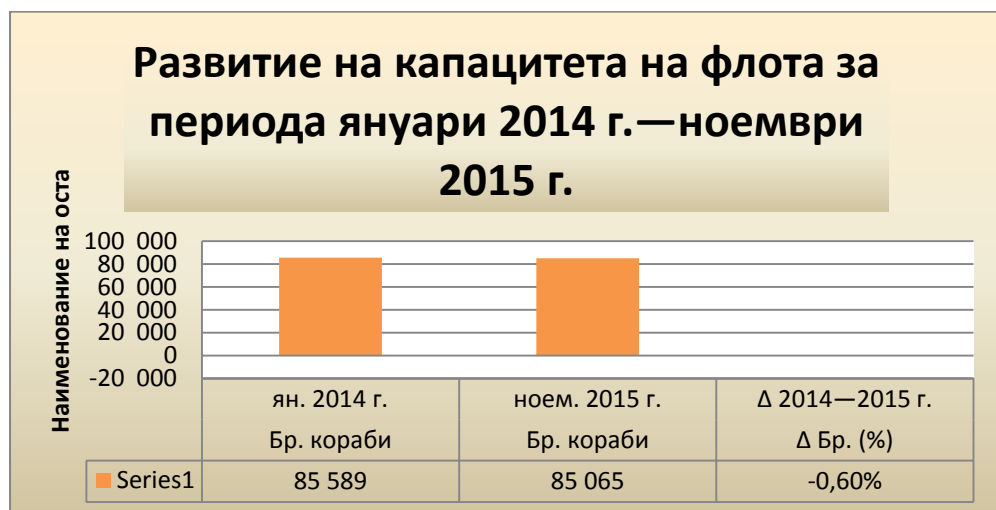 Развитие на капацитета на флота за
периода януари 2014 г.—ноември
2015 г.
Наименование на оста
100 000
80 000
60 000
40 000
20 000
0
-20 000
ян. 2014 г. ноем. 2015 г. Δ 2014—2015 г.
Бр. кораби Бр. кораби Δ Бр. (%)
Series1 85 589 85 065 -0,60%